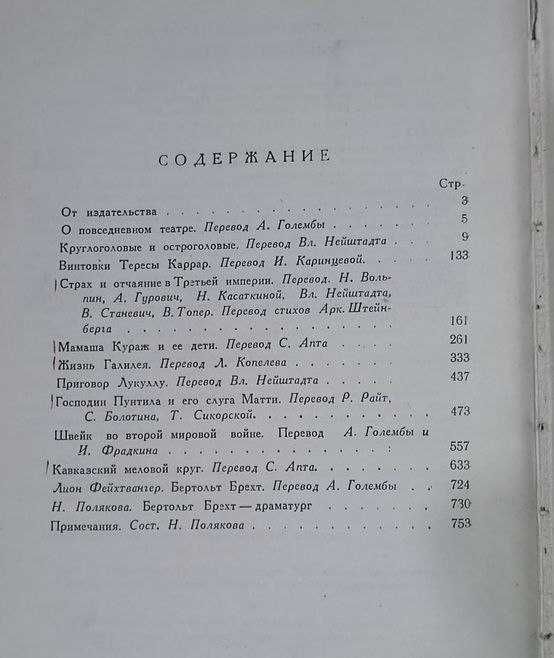 СОДЕРЖАНИЕ
Стр.
От издательства . . . . . . . . . . . . . . . . . 3
О повседневном театре. Перевод А. Голембы . . . . . . 5
Круглоголовые и остроголовые. Перевод Вл. Нейштадта . . . 9
Винтовки Тересы Каррар. Перевод И. Каринцевой. . . . . 133
Страх и отчаяние в Третьей империи. Перевод. Н. Воль-
пин, А. Гурович, Н. Касаткиной, Вл. Нейштадта,
В. Станевич, В. Топер. Перевод стихов Арк. Штейн-
берга . . . . . . . . . . . . . . . . . . 161
Мамаша Кураж и ее дети. Перевод С. Апта . . . . . . 261
Жизнь Галилея. Перевод Л. Копелева . . . . . . . . 333
Приговор Лукуллу. Перевод Вл. Нейштадта . . . . . . 437
Господин Пунтила и его слуга Матти. Перевод Р. Райт,
С. Болотина, Т. Сикорской. . . . . . . . . . . 473
Швейк во второй мировой войне. Перевод А. Голембы и
И. Фрадкина . . . . . . . . . . . . . . . : 557
Кавказский меловой круг. Перевод С. Апта. . . . . . . 633
Лион Фейхтвангер. Бертольт Брехт. Перевод А. Голембы . . 724
Н. Полякова. Бертольт Брехт — драматург . . . . . . . 730
Примечания. Сост. Н. Полякова . . . . . . . . . . . 753